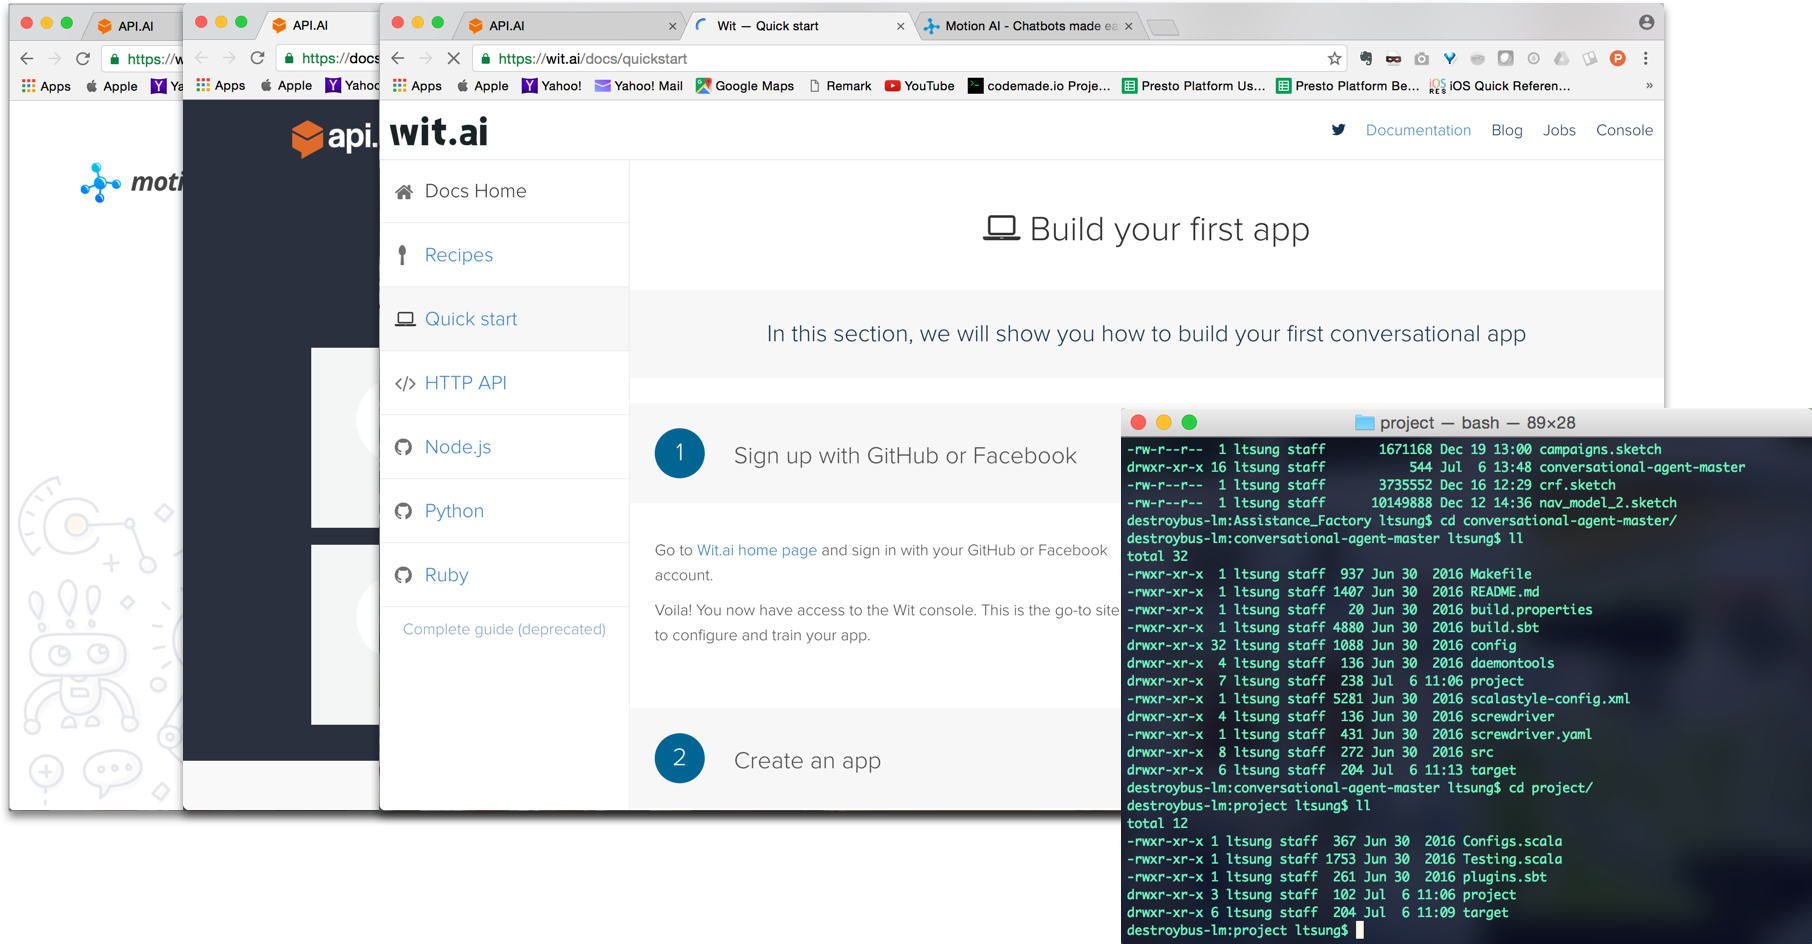 API.AI
https://w
Apps Apple Ya
moti
API.AI
https://docs
Apps Apple Yahoo
api.
API.AI × Wit — Quick start × Motion AI - Chatbots made ea ×
https://wit.ai/docs/quickstart
Apps Apple Yahoo! Yahoo! Mail Google Maps Remark YouTube codemade.io Proje... Presto Platform Us... Presto Platform Be... iOS Quick Referen... »
wit.ai
Documentation Blog Jobs Console
Docs Home
Recipes
Quick start
</> HTTP API
Node.js
Python
Ruby
Complete guide (deprecated)
Build your first app
In this section, we will show you how to build your first conversational app
1 Sign up with GitHub or Facebook
Go to Wit.ai home page and sign in with your GitHub or Facebook
account.
Voila! You now have access to the Wit console. This is the go-to site
to configure and train your app.
2 Create an app
project — bash — 89×28
-rw-r--r-- 1 ltsung staff 1671168 Dec 19 13:00 campaigns.sketch
drwxr-xr-x 16 ltsung staff 544 Jul 6 13:48 conversational-agent-master
-rw-r--r-- 1 ltsung staff 3735552 Dec 16 12:29 crf.sketch
-rw-r--r-- 1 ltsung staff 10149888 Dec 12 14:36 nav_model_2.sketch
destroybus-lm:Assistance_Factory ltsung$ cd conversational-agent-master/
destroybus-lm:conversational-agent-master ltsung$ ll
total 32
-rwxr-xr-x 1 ltsung staff 937 Jun 30 2016 Makefile
-rwxr-xr-x 1 ltsung staff 1407 Jun 30 2016 README.md
-rwxr-xr-x 1 ltsung staff 20 Jun 30 2016 build.properties
-rwxr-xr-x 1 ltsung staff 4880 Jun 30 2016 build.sbt
drwxr-xr-x 32 ltsung staff 1088 Jun 30 2016 config
drwxr-xr-x 4 ltsung staff 136 Jun 30 2016 daemontools
drwxr-xr-x 7 ltsung staff 238 Jul 6 11:06 project
-rwxr-xr-x 1 ltsung staff 5281 Jun 30 2016 scalastyle-config.xml
drwxr-xr-x 4 ltsung staff 136 Jun 30 2016 screwdriver
-rwxr-xr-x 1 ltsung staff 431 Jun 30 2016 screwdriver.yaml
drwxr-xr-x 8 ltsung staff 272 Jun 30 2016 src
drwxr-xr-x 6 ltsung staff 204 Jul 6 11:13 target
destroybus-lm:conversational-agent-master ltsung$ cd project/
destroybus-lm:project ltsung$ ll
total 12
-rwxr-xr-x 1 ltsung staff 367 Jun 30 2016 Configs.scala
-rwxr-xr-x 1 ltsung staff 1753 Jun 30 2016 Testing.scala
-rwxr-xr-x 1 ltsung staff 261 Jun 30 2016 plugins.sbt
drwxr-xr-x 3 ltsung staff 102 Jul 6 11:06 project
drwxr-xr-x 6 ltsung staff 204 Jul 6 11:09 target
destroybus-lm:project ltsung$